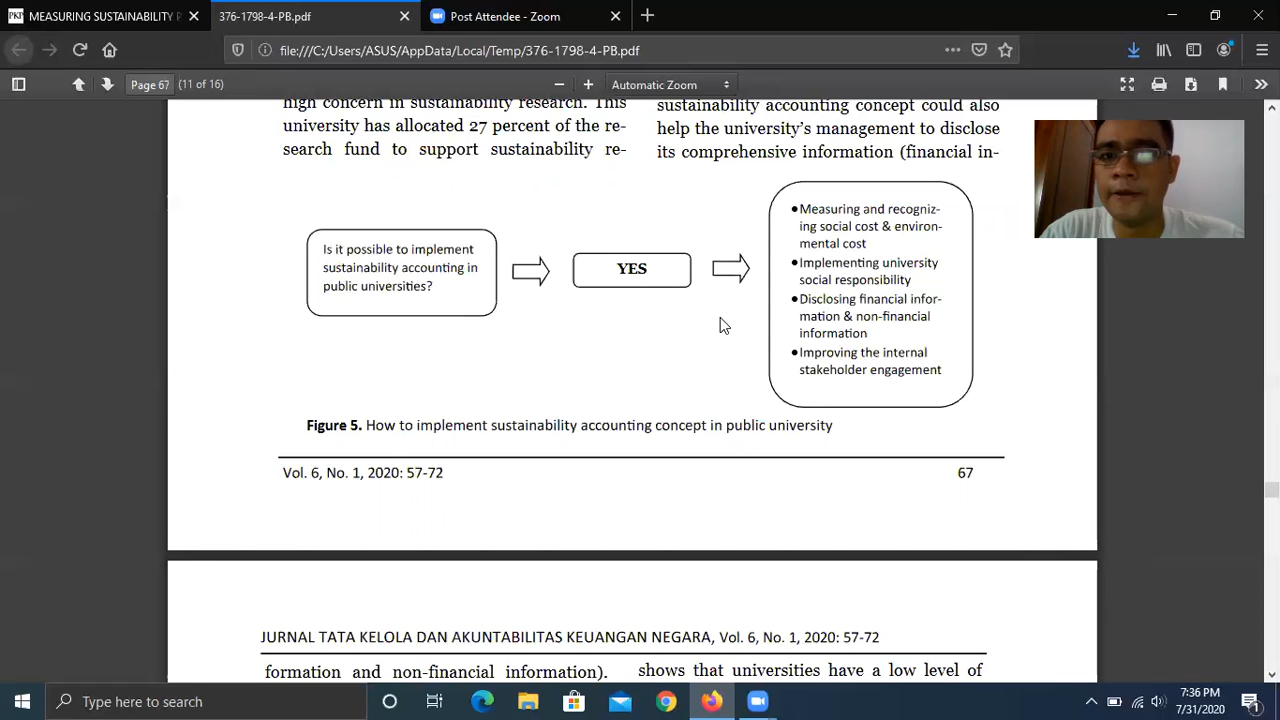 MEASURING SUSTAINABILITY P
376-1798-4-PB.pdf
Post Attendee - Zoom
file:///C:/Users/ASUS/AppData/Local/Temp/376-1798-4-PB.pdf
Page 67
(11 of 16)
Automatic Zoom
high concern in sustainability research. This
university has allocated 27 percent of the re-
search fund to support sustainability re-
sustainability accounting concept could also
help the university's management to disclose
its comprehensive information (financial in-
Is it possible to implement
sustainability accounting in
public universities?
YES
•Measuring and recogniz-
ing social cost & environ-
mental cost
•Implementing university
social responsibility
•Disclosing financial infor-
mation & non-financial
information
•Improving the internal
stakeholder engagement
Figure 5. How to implement sustainability accounting concept in public university
Vol. 6, No. 1, 2020: 57-72
67
JURNAL TATA KELOLA DAN AKUNTABILITAS KEUANGAN NEGARA, Vol. 6, No. 1, 2020: 57-72
formation and non-financial information).
shows that universities have a low level of
Type here to search
7:36 PM
7/31/2020
1